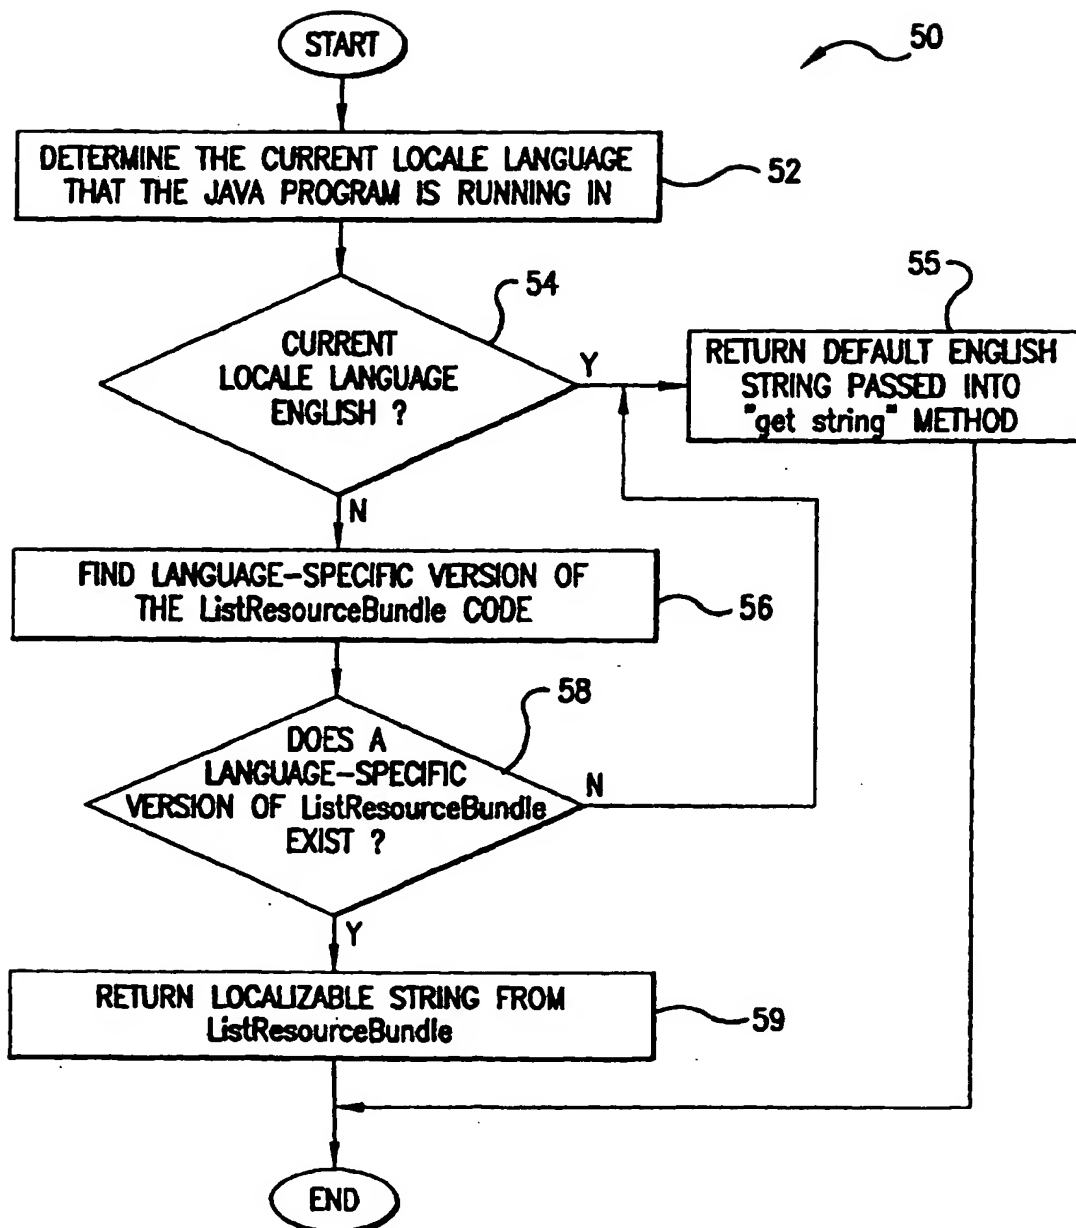 START
50
DETERMINE THE CURRENT LOCALE LANGUAGE
THAT THE JAVA PROGRAM IS RUNNING IN
52
54
CURRENT
LOCALE LANGUAGE
ENGLISH ?
Y
55
RETURN DEFAULT ENGLISH
STRING PASSED INTO
"get string" METHOD
N
FIND LANGUAGE-SPECIFIC VERSION OF
THE ListResourceBundle CODE
56
58
DOES A
LANGUAGE-SPECIFIC
VERSION OF ListResourceBundle
EXIST ?
N
Y
RETURN LOCALIZABLE STRING FROM
ListResourceBundle
59
END